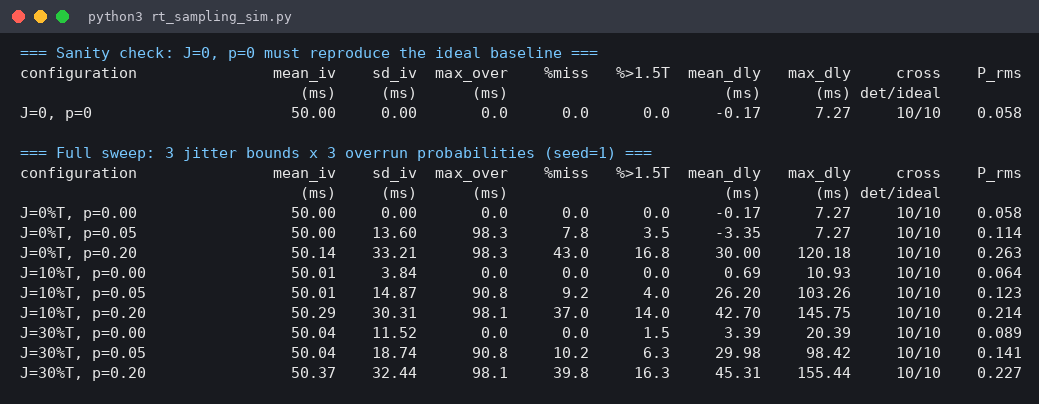 python3 rt_sampling_sim.py
=== Sanity check: J=0, p=0 must reproduce the ideal baseline ===
configuration mean_iv sd_iv max_over %miss %>1.5T mean_dly max_dly cross P_rms
(ms) (ms) (ms) (ms) (ms) det/ideal
J=0, p=0 50.00 0.00 0.0 0.0 0.0 -0.17 7.27 10/10 0.058
=== Full sweep: 3 jitter bounds x 3 overrun probabilities (seed=1) ===
configuration mean_iv sd_iv max_over %miss %>1.5T mean_dly max_dly cross P_rms
(ms) (ms) (ms) (ms) (ms) det/ideal
J=0%T, p=0.00 50.00 0.00 0.0 0.0 0.0 -0.17 7.27 10/10 0.058
J=0%T, p=0.05 50.00 13.60 98.3 7.8 3.5 -3.35 7.27 10/10 0.114
J=0%T, p=0.20 50.14 33.21 98.3 43.0 16.8 30.00 120.18 10/10 0.263
J=10%T, p=0.00 50.01 3.84 0.0 0.0 0.0 0.69 10.93 10/10 0.064
J=10%T, p=0.05 50.01 14.87 90.8 9.2 4.0 26.20 103.26 10/10 0.123
J=10%T, p=0.20 50.29 30.31 98.1 37.0 14.0 42.70 145.75 10/10 0.214
J=30%T, p=0.00 50.04 11.52 0.0 0.0 1.5 3.39 20.39 10/10 0.089
J=30%T, p=0.05 50.04 18.74 90.8 10.2 6.3 29.98 98.42 10/10 0.141
J=30%T, p=0.20 50.37 32.44 98.1 39.8 16.3 45.31 155.44 10/10 0.227